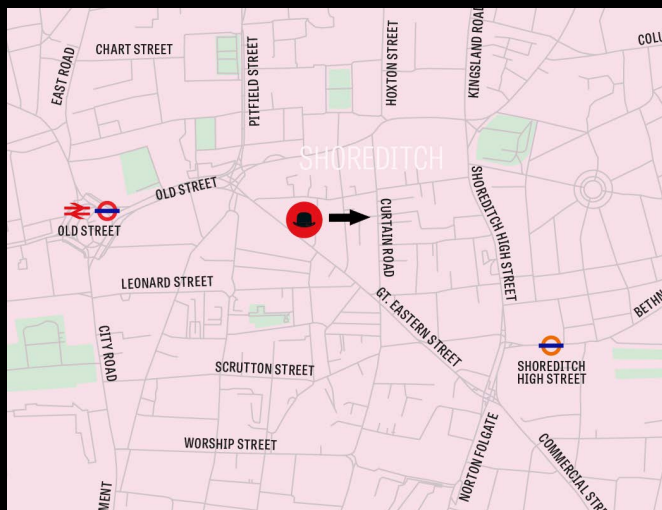 CHART STREET
EAST ROAD
PITFIELD STREET
HOXTON STREET
KINGSLAND ROAD
COLU
SHOREDITCH
OLD STREET
OLD STREET
CURTAIN ROAD
SHOREDITCH HIGH STREET
LEONARD STREET
GT. EASTERN STREET
BETHN
CITY ROAD
SCRUTTON STREET
SHOREDITCH
HIGH STREET
WORSHIP STREET
NORTON FOLGATE
COMMERCIAL STRE
MENT